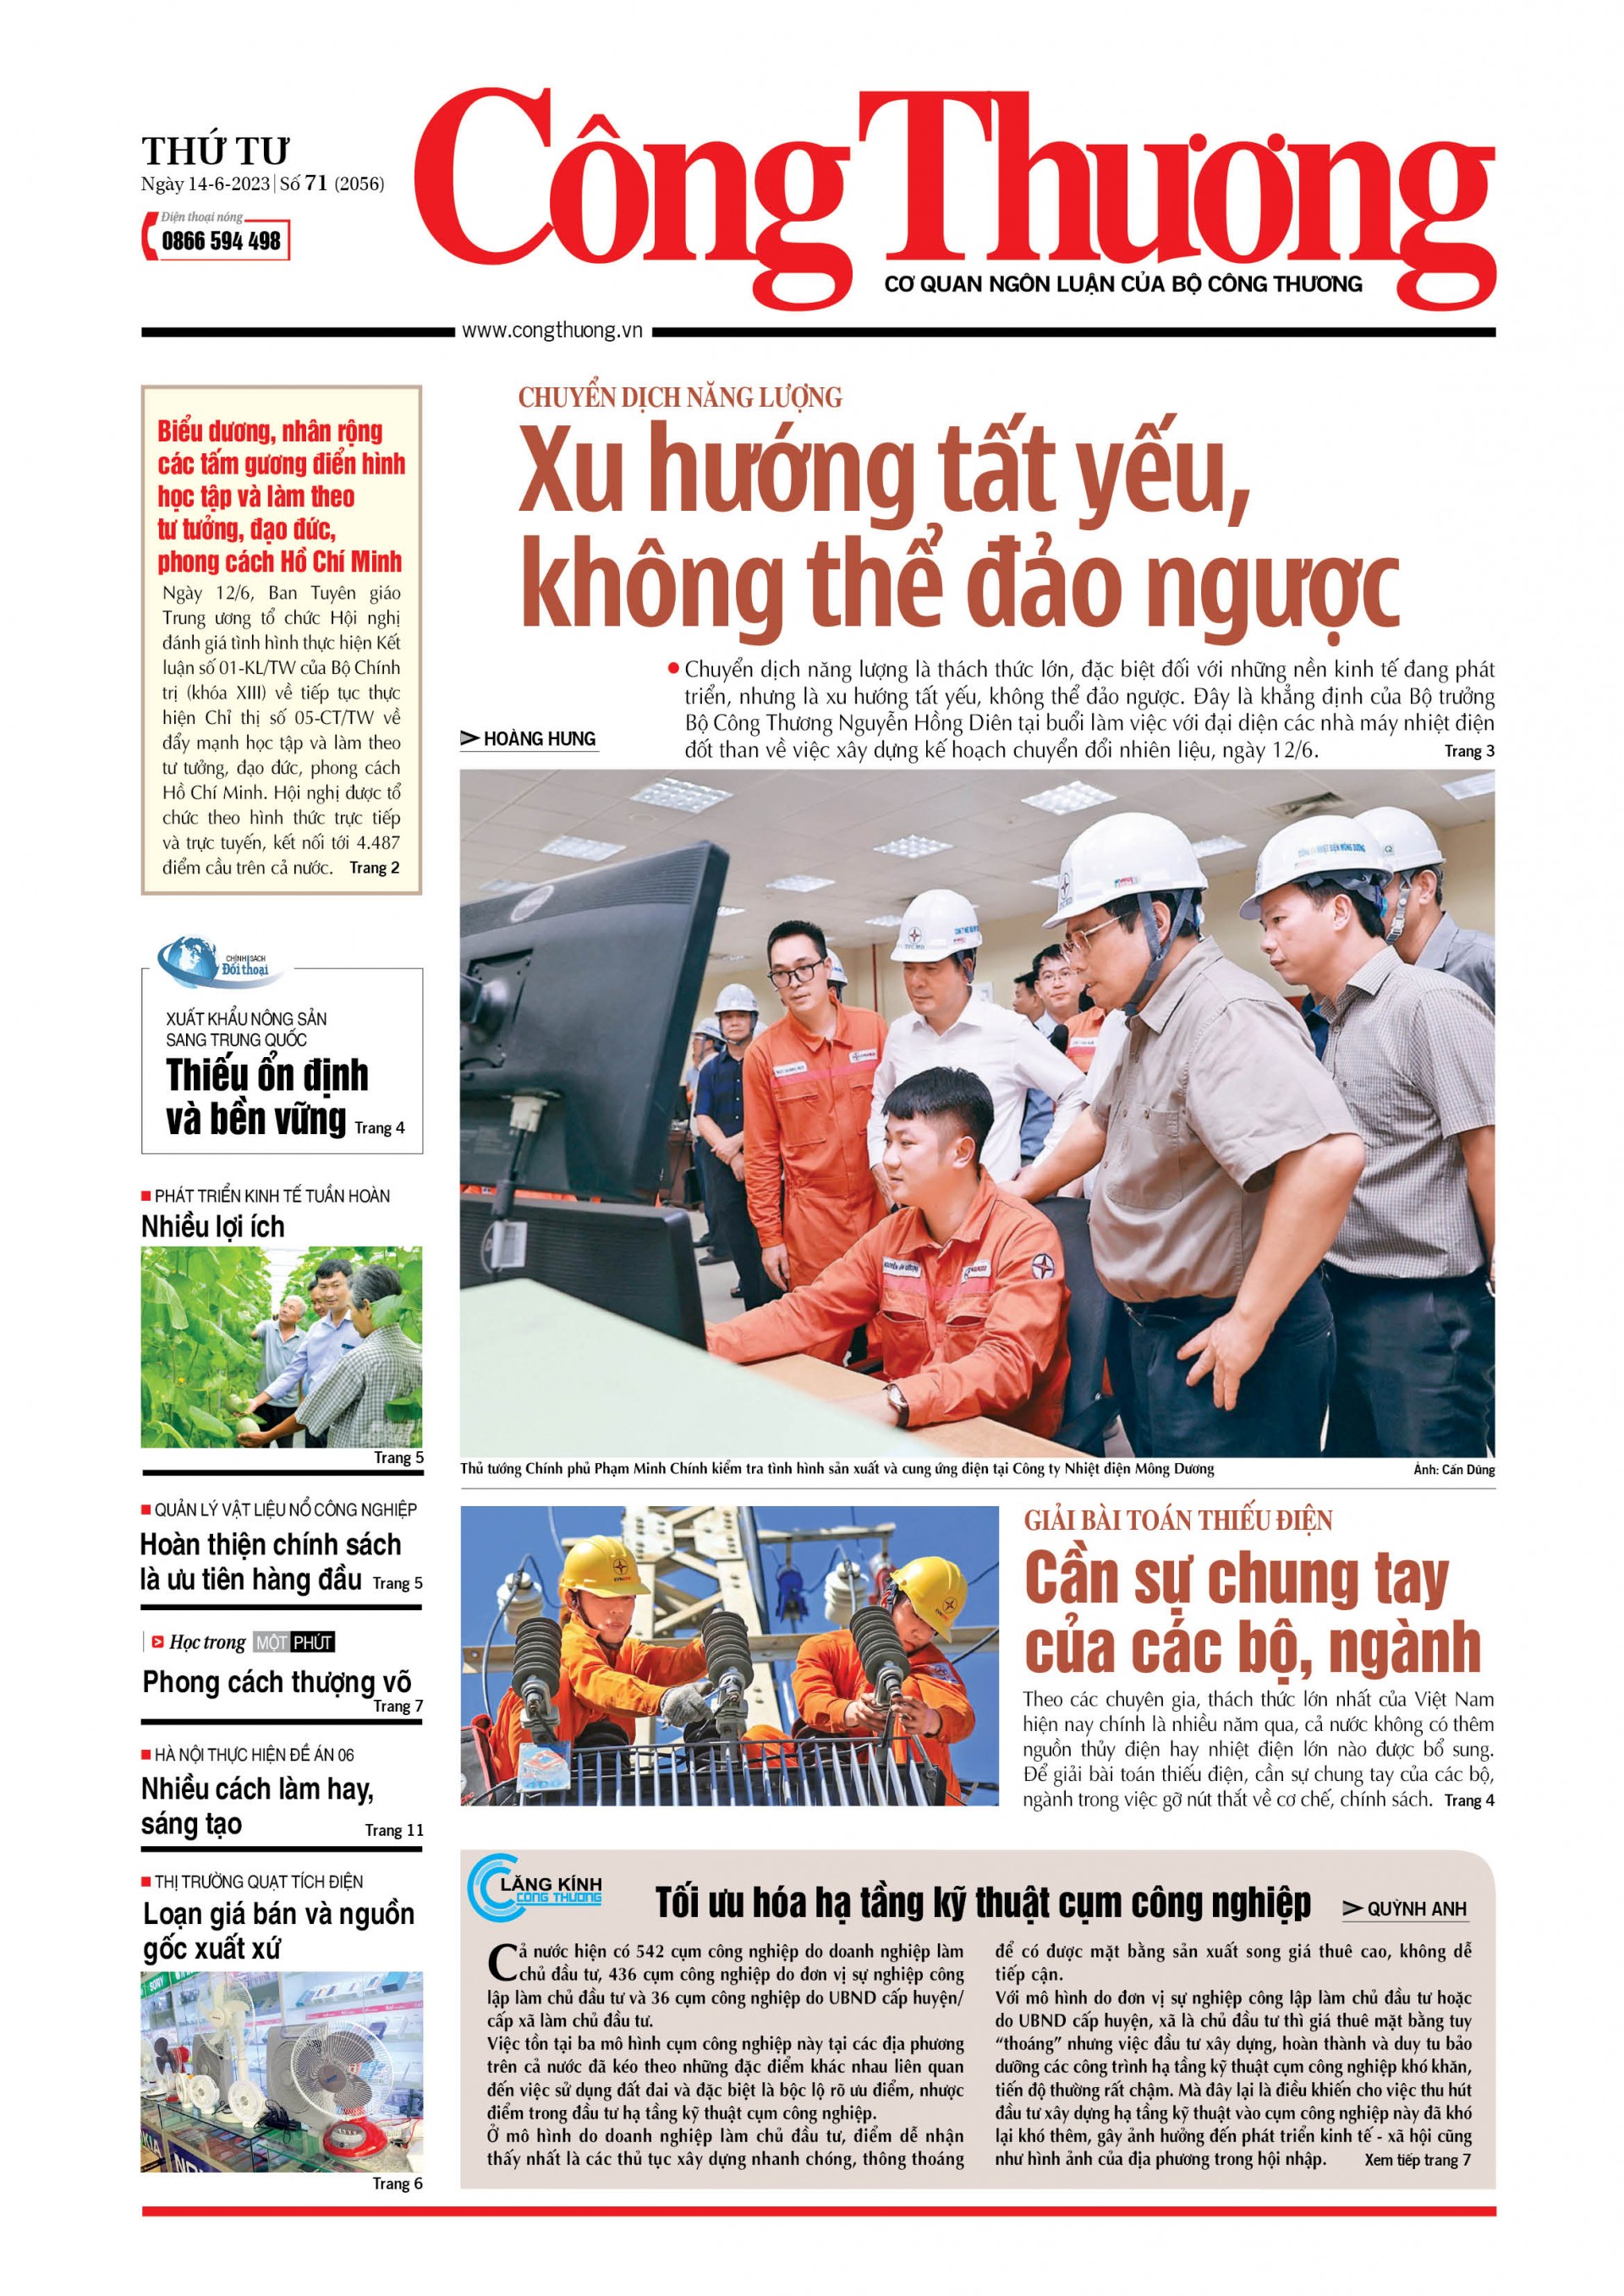 THỨ TƯ
Ngày 14-6-2023 | Số 71 (2056)
Điện thoại nóng
0866 594 498
Công Thương
CƠ QUAN NGÔN LUẬN CỦA BỘ CÔNG THƯƠNG
www.congthuong.vn
Biểu dương, nhân rộng
các tấm gương điển hình
học tập và làm theo
tư tưởng, đạo đức,
phong cách Hồ Chí Minh
Ngày 12/6, Ban Tuyên giáo
Trung ương tổ chức Hội nghị
đánh giá tình hình thực hiện Kết
luận số 01-KL/TW của Bộ Chính
trị (khóa XIII) về tiếp tục thực
hiện Chỉ thị số 05-CT/TW về
đẩy mạnh học tập và làm theo
tư tưởng, đạo đức, phong cách
Hồ Chí Minh. Hội nghị được tổ
chức theo hình thức trực tiếp
và trực tuyến, kết nối tới 4.487
điểm cầu trên cả nước. Trang 2
CHÍNH SÁCH
Đối thoại
XUẤT KHẨU NÔNG SẢN
SANG TRUNG QUỐC
Thiếu ổn định
và bền vững Trang 4
PHÁT TRIỂN KINH TẾ TUẦN HOÀN
Nhiều lợi ích
Trang 5
QUẢN LÝ VẬT LIỆU NỔ CÔNG NGHIỆP
Hoàn thiện chính sách
là ưu tiên hàng đầu Trang 5
Học trong MỘT PHÚT
Phong cách thượng võ
Trang 7
HÀ NỘI THỰC HIỆN ĐỀ ÁN 06
Nhiều cách làm hay,
sáng tạo Trang 11
THỊ TRƯỜNG QUẠT TÍCH ĐIỆN
Loạn giá bán và nguồn
gốc xuất xứ
Trang 6
CHUYỂN DỊCH NĂNG LƯỢNG
Xu hướng tất yếu,
không thể đảo ngược
HOÀNG HƯNG
Chuyển dịch năng lượng là thách thức lớn, đặc biệt đối với những nền kinh tế đang phát
triển, nhưng là xu hướng tất yếu, không thể đảo ngược. Đây là khẳng định của Bộ trưởng
Bộ Công Thương Nguyễn Hồng Diên tại buổi làm việc với đại diện các nhà máy nhiệt điện
đốt than về việc xây dựng kế hoạch chuyển đổi nhiên liệu, ngày 12/6. Trang 3
Thủ tướng Chính phủ Phạm Minh Chính kiểm tra tình hình sản xuất và cung ứng điện tại Công ty Nhiệt điện Mông Dương Ảnh: Cấn Dũng
GIẢI BÀI TOÁN THIẾU ĐIỆN
Cần sự chung tay
của các bộ, ngành
Theo các chuyên gia, thách thức lớn nhất của Việt Nam
hiện nay chính là nhiều năm qua, cả nước không có thêm
nguồn thủy điện hay nhiệt điện lớn nào được bổ sung.
Để giải bài toán thiếu điện, cần sự chung tay của các bộ,
ngành trong việc gỡ nút thắt về cơ chế, chính sách. Trang 4
LĂNG KÍNH
CÔNG THƯƠNG
Tối ưu hóa hạ tầng kỹ thuật cụm công nghiệp
QUỲNH ANH
Cả nước hiện có 542 cụm công nghiệp do doanh nghiệp làm
chủ đầu tư, 436 cụm công nghiệp do đơn vị sự nghiệp công
lập làm chủ đầu tư và 36 cụm công nghiệp do UBND cấp huyện/
cấp xã làm chủ đầu tư.
Việc tồn tại ba mô hình cụm công nghiệp này tại các địa phương
trên cả nước đã kéo theo những đặc điểm khác nhau liên quan
đến việc sử dụng đất đai và đặc biệt là bộc lộ rõ ưu điểm, nhược
điểm trong đầu tư hạ tầng kỹ thuật cụm công nghiệp.
Ở mô hình do doanh nghiệp làm chủ đầu tư, điểm dễ nhận
thấy nhất là các thủ tục xây dựng nhanh chóng, thông thoáng
để có được mặt bằng sản xuất song giá thuê cao, không dễ
tiếp cận.
Với mô hình do đơn vị sự nghiệp công lập làm chủ đầu tư hoặc
do UBND cấp huyện, xã là chủ đầu tư thì giá thuê mặt bằng tuy
“thoáng” nhưng việc đầu tư xây dựng, hoàn thành và duy tu bảo
dưỡng các công trình hạ tầng kỹ thuật cụm công nghiệp khó khăn,
tiến độ thường rất chậm. Mà đây lại là điều khiến cho việc thu hút
đầu tư xây dựng hạ tầng kỹ thuật vào cụm công nghiệp này đã khó
lại khó thêm, gây ảnh hưởng đến phát triển kinh tế - xã hội cũng
như hình ảnh của địa phương trong hội nhập. Xem tiếp trang 7